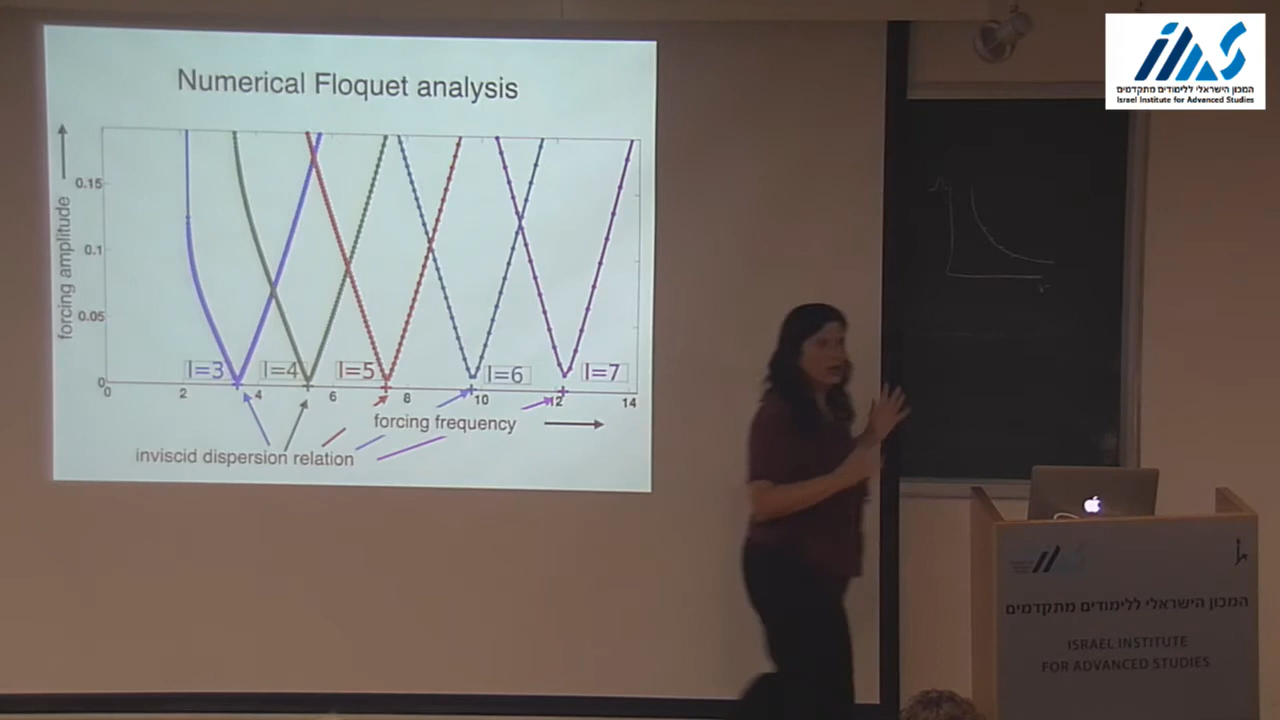 Numerical Floquet analysis
forcing amplitude
0.15
0.1
0.05
0
l=3
l=4
l=5
l=6
l=7
0
2
4
6
8
10
12
14
forcing frequency
inviscid dispersion relation
המכון הישראלי ללימודים מתקדמים
Israel Institute for Advanced Studies
המכון הישראלי ללימודים מתקדמים
ISRAEL INSTITUTE
FOR ADVANCED STUDIES